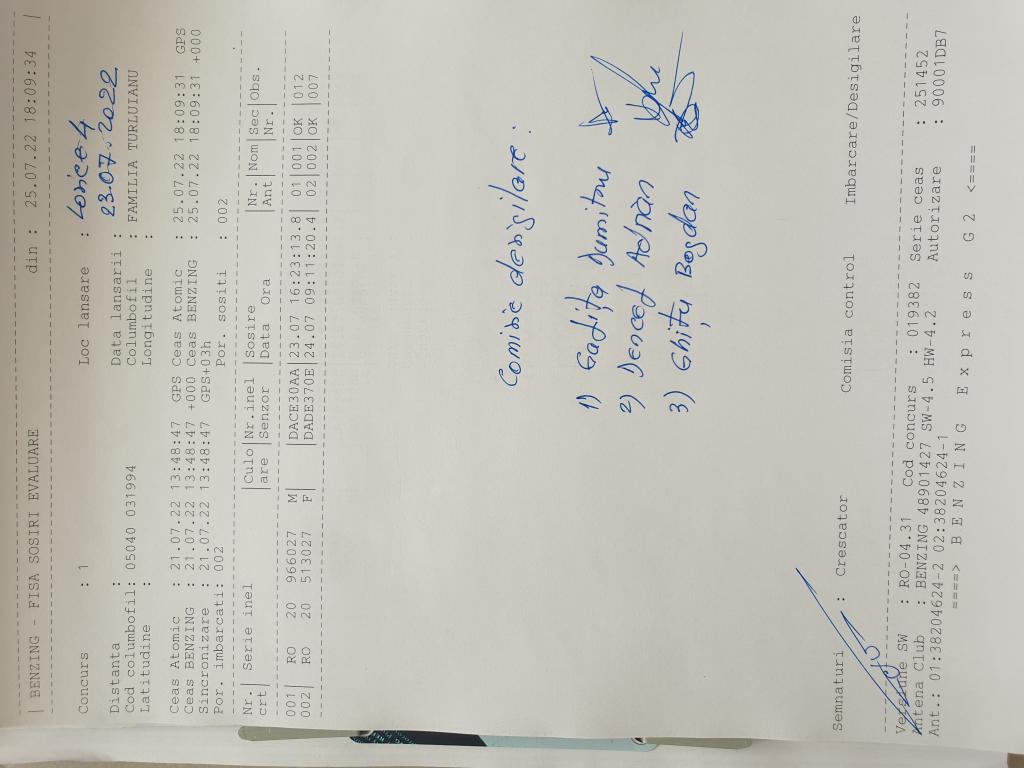 | BENZING - FISA SOSIRI EVALUARE din : 25.07.22 18:09:34 |
Concurs : 1 Loc lansare : Losice 4
Distanta : Data lansarii : 23.07.2022
Cod columbofil: 05040 031994 Columbofil : FAMILIA TURLUIANU
Latitudine : Longitudine :
Ceas Atomic : 21.07.22 13:48:47 GPS Ceas Atomic : 25.07.22 18:09:31 GPS
Ceas BENZING : 21.07.22 13:48:47 +000 Ceas BENZING : 25.07.22 18:09:31 +000
Sincronizare : 21.07.22 13:48:47 GPS+03h
Por. imbarcati: 002 Por. sositi : 002
Nr.| Serie inel |Culo|Nr.inel |Sosire |Nr.|Nom|Sec|Obs.
crt| |are |Senzor |Data Ora |Ant| |Nr.|
001| RO 20 966027 M| |DACE30AA|23.07 16:23:13.8| 01|001|OK |012
002| RO 20 513027 F| |DADE370E|24.07 09:11:20.4| 02|002|OK |007
Comisie desigilare:
1) Gadița Dumitru
2) Dencef Adrian
3) Ghițu Bogdan
Semnaturi : Crescator Comisia control Imbarcare/Desigilare
Versiune SW : RO-04.31 Cod concurs : 019382 Serie ceas : 251452
Antena Club : BENZING 48901427 SW-4.5 HW-4.2 Autorizare : 90001DB7
Ant.: 01:38204624-2 02:38204624-1
====> B E N Z I N G E x p r e s s G 2 <====